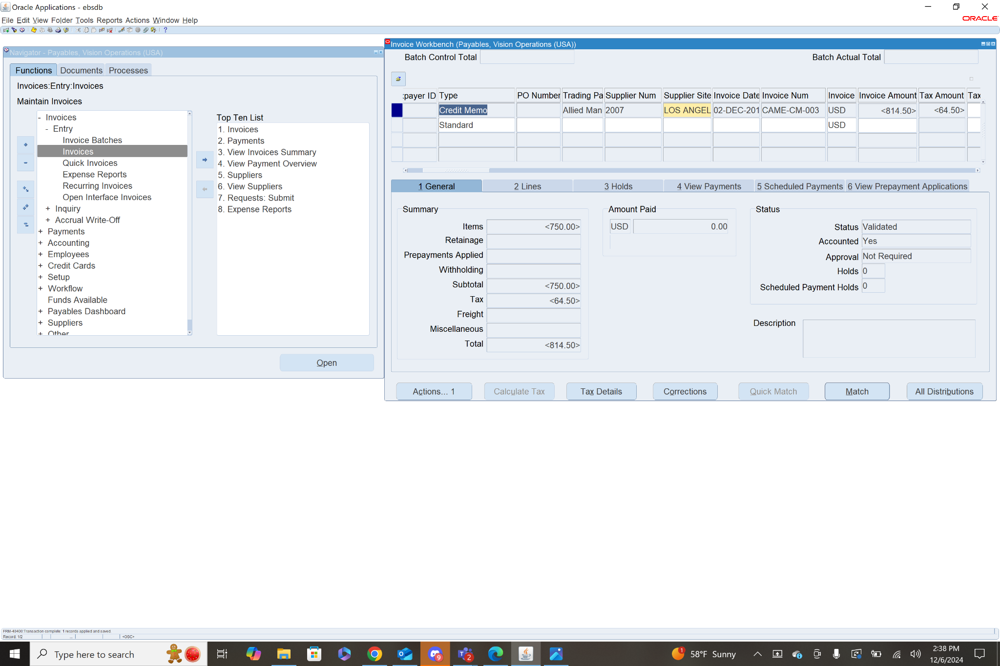 Oracle Applications - ebsdb
File Edit View Folder Tools Reports Actions Window Help
ORACLE
Navigator - Payables, Vision Operations (USA)
Functions Documents Processes
Invoices:Entry:Invoices
Maintain Invoices
- Invoices
- Entry
Invoice Batches
Invoices
Quick Invoices
Expense Reports
Recurring Invoices
Open Interface Invoices
+ Inquiry
+ Accrual Write-Off
+ Payments
+ Accounting
+ Employees
+ Credit Cards
+ Setup
+ Workflow
Funds Available
+ Payables Dashboard
+ Suppliers
+ Other
Top Ten List
1. Invoices
2. Payments
3. View Invoices Summary
4. View Payment Overview
5. Suppliers
6. View Suppliers
7. Requests: Submit
8. Expense Reports
Open
Invoice Workbench (Payables, Vision Operations (USA))
Batch Control Total
Batch Actual Total
payer ID Type PO Number Trading Pa Supplier Num Supplier Site Invoice Date Invoice Num Invoice Invoice Amount Tax Amount Tax
Credit Memo Allied Man 2007 LOS ANGEL 02-DEC-201 CAME-CM-003 USD <814.50> <64.50>
Standard USD
1 General 2 Lines 3 Holds 4 View Payments 5 Scheduled Payments 6 View Prepayment Applications
Summary
Items <750.00>
Retainage
Prepayments Applied
Withholding
Subtotal <750.00>
Tax <64.50>
Freight
Miscellaneous
Total <814.50>
Amount Paid
USD 0.00
Status
Status Validated
Accounted Yes
Approval Not Required
Holds 0
Scheduled Payment Holds 0
Description
Actions... 1 Calculate Tax Tax Details Corrections Quick Match Match All Distributions
FRM-40400:Transaction complete: 1 records applied and saved.
Record: 1/2 ... <OSC>
Type here to search
9
2
1
58°F Sunny
2:38 PM
12/6/2024